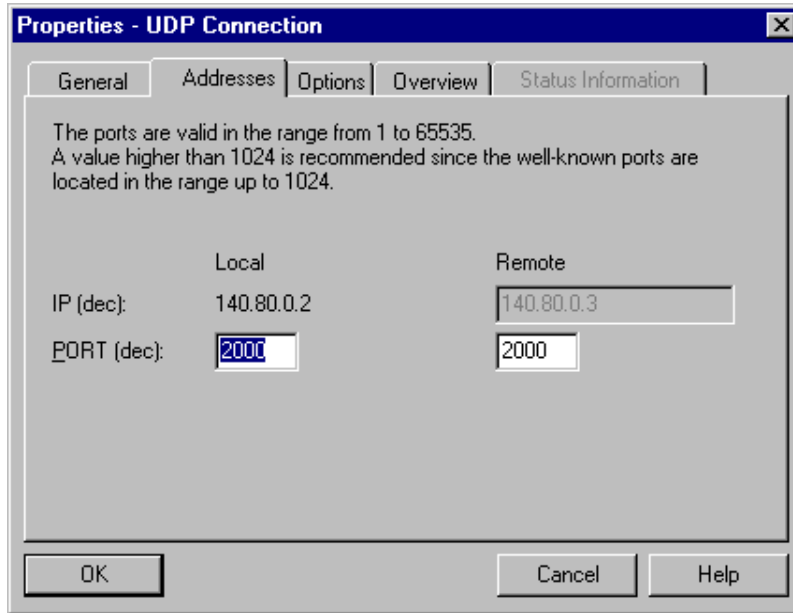 Properties - UDP Connection
General Addresses Options Overview Status Information
The ports are valid in the range from 1 to 65535.
A value higher than 1024 is recommended since the well-known ports are
located in the range up to 1024.
Local Remote
IP (dec): 140.80.0.2 140.80.0.3
PORT (dec): 2000 2000
OK Cancel Help